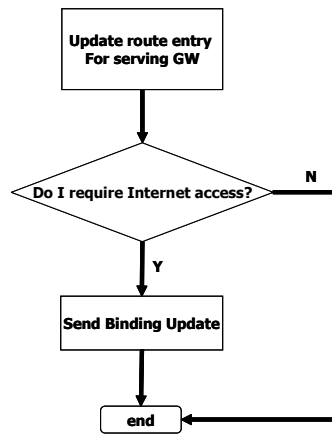 Update route entry
For serving GW
Do I require Internet access?
N
Y
Send Binding Update
end